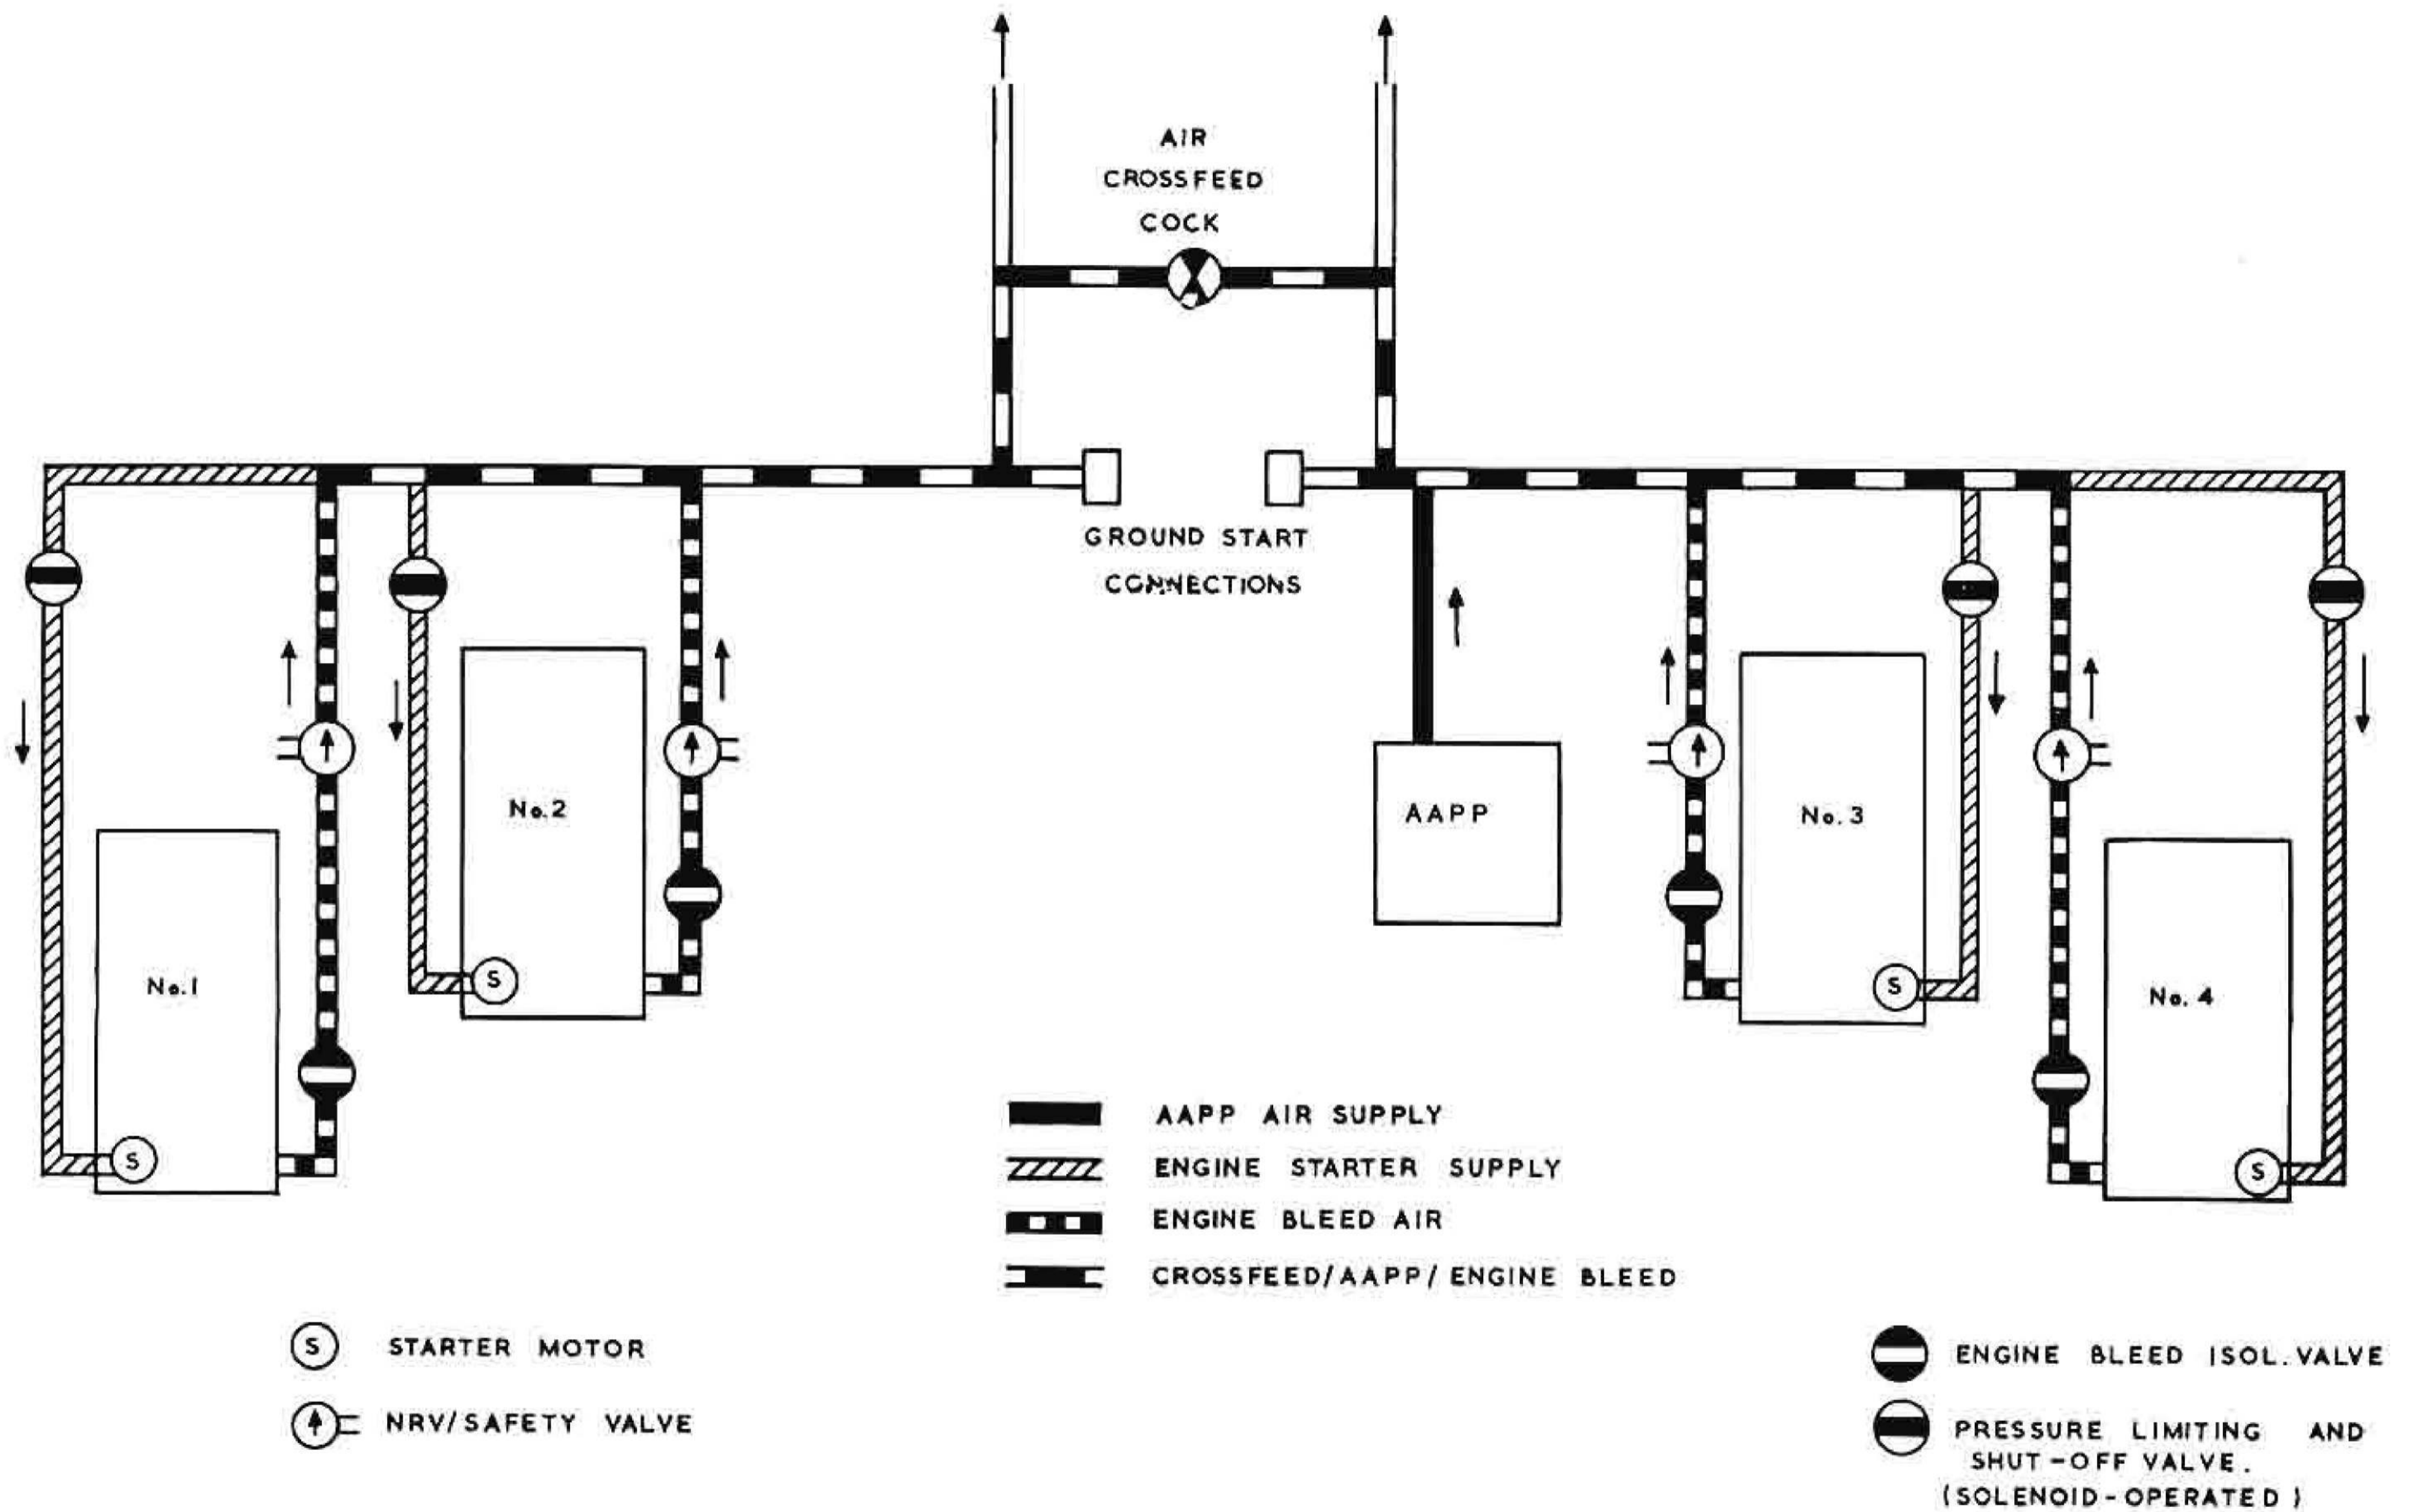 AIR
CROSSFEED
COCK
GROUND START
CONNECTIONS
No.2
AAPP
No.3
No.1
No.4
S
S
S
S
AAPP AIR SUPPLY
ENGINE STARTER SUPPLY
ENGINE BLEED AIR
CROSSFEED/AAPP/ENGINE BLEED
S STARTER MOTOR
NRV/SAFETY VALVE
ENGINE BLEED ISOL. VALVE
PRESSURE LIMITING AND
SHUT-OFF VALVE.
(SOLENOID-OPERATED)